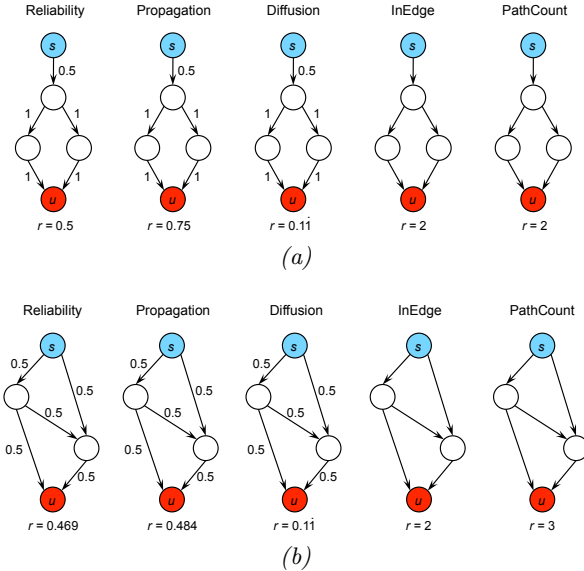 Reliability Propagation Diffusion InEdge PathCount
s s s s s
0.5 0.5 0.5
1 1 1 1 1 1
1 1 1 1 1 1
u u u u u
r = 0.5 r = 0.75 r = 0.11̇ r = 2 r = 2
(a)
Reliability Propagation Diffusion InEdge PathCount
s s s s s
0.5 0.5 0.5
0.5 0.5 0.5
0.5 0.5 0.5
0.5 0.5 0.5
0.5 0.5 0.5
u u u u u
r = 0.469 r = 0.484 r = 0.11̇ r = 2 r = 3
(b)